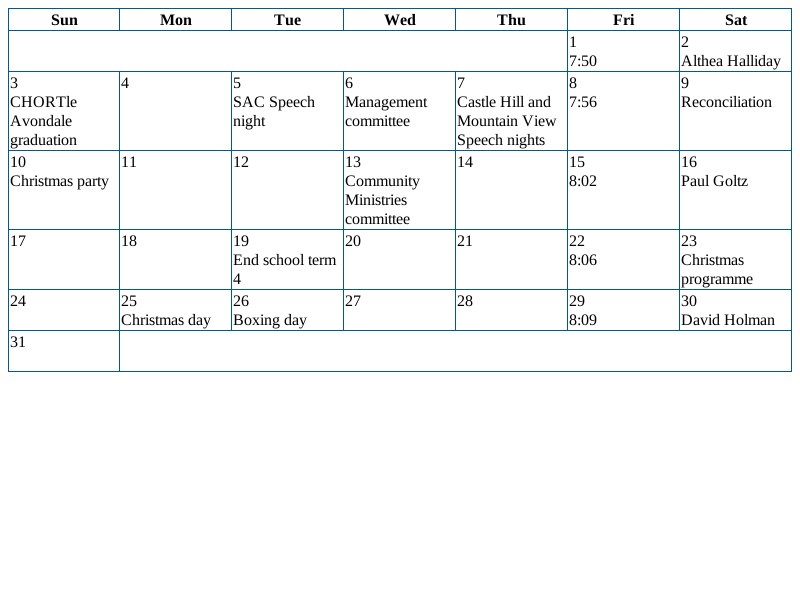 Sun Mon Tue Wed Thu Fri Sat
1
7:50
2
Althea Halliday
3
CHORTle
Avondale
graduation
4
5
SAC Speech
night
6
Management
committee
7
Castle Hill and
Mountain View
Speech nights
8
7:56
9
Reconciliation
10
Christmas party
11
12
13
Community
Ministries
committee
14
15
8:02
16
Paul Goltz
17
18
19
End school term
4
20
21
22
8:06
23
Christmas
programme
24
25
Christmas day
26
Boxing day
27
28
29
8:09
30
David Holman
31